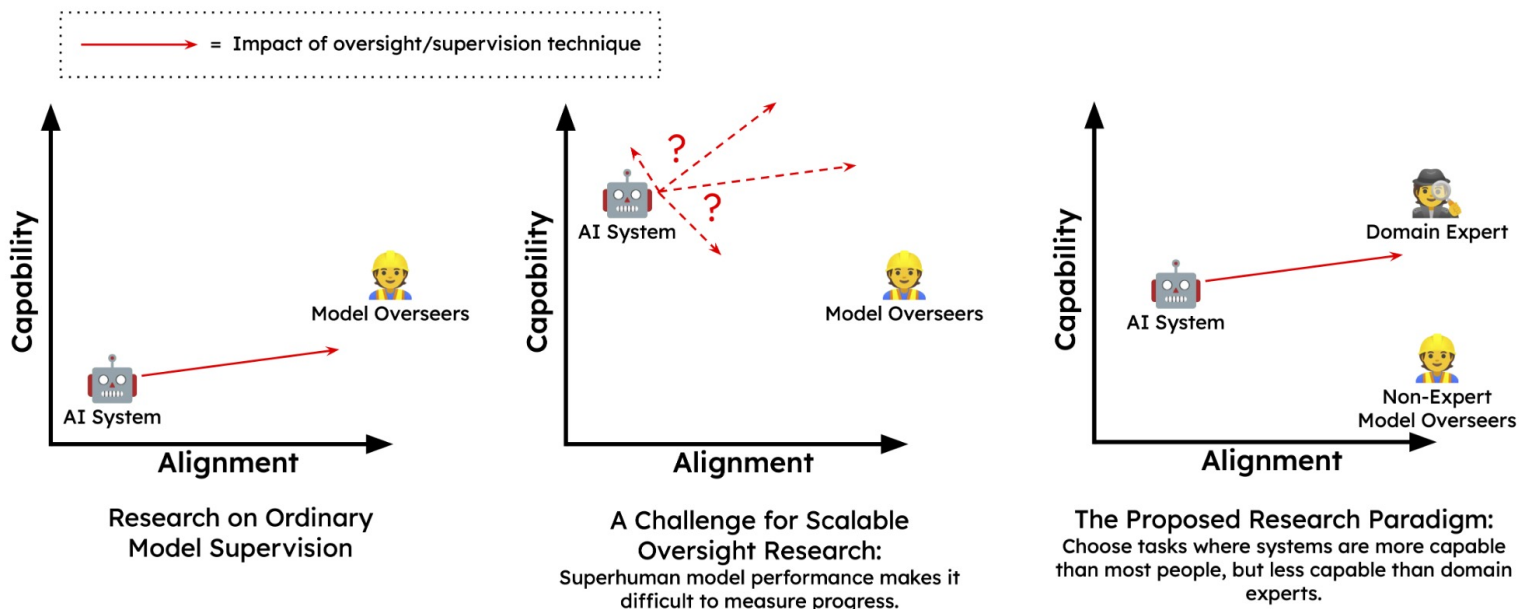 = Impact of oversight/supervision technique
Capability
Model Overseers
AI System
Alignment
Research on Ordinary
Model Supervision
Capability
?
?
AI System
Model Overseers
Alignment
A Challenge for Scalable
Oversight Research:
Superhuman model performance makes it
difficult to measure progress.
Capability
Domain Expert
AI System
Non-Expert
Model Overseers
Alignment
The Proposed Research Paradigm:
Choose tasks where systems are more capable
than most people, but less capable than domain
experts.